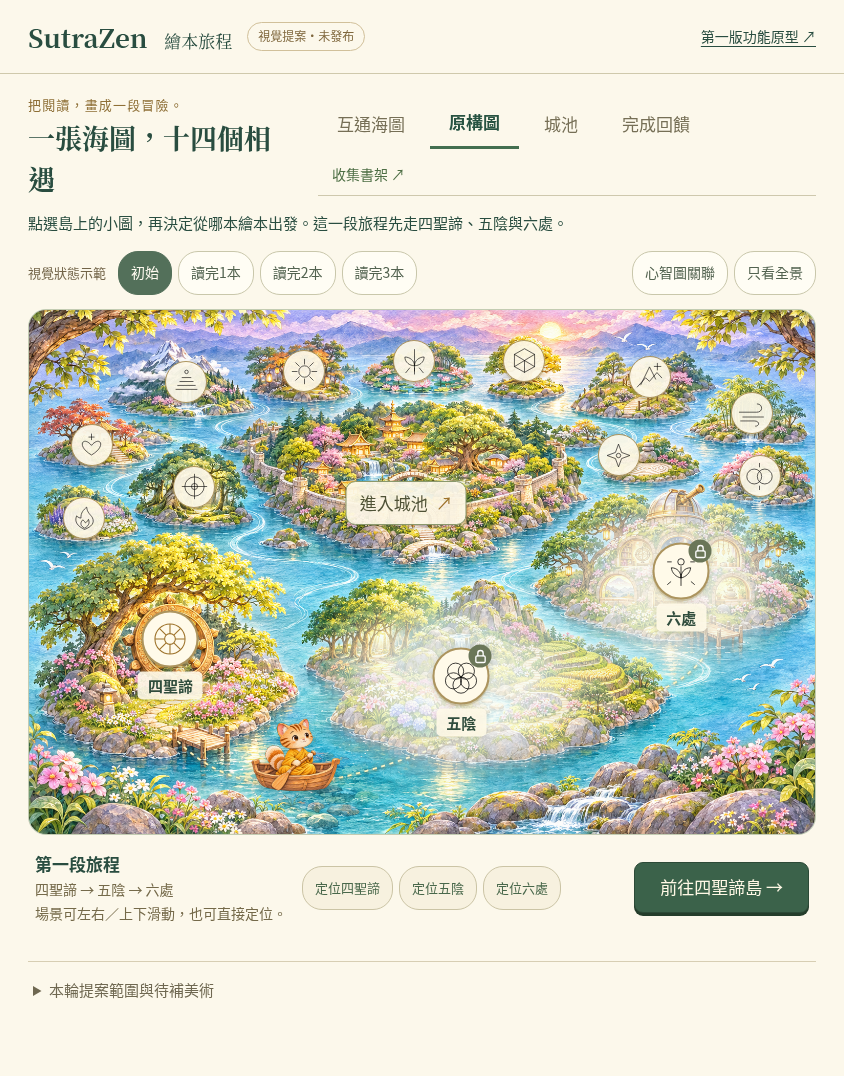 SutraZen 繪本旅程 視覺提案・未發布 第一版功能原型 ↗
把閱讀，畫成一段冒險。
一張海圖，十四個相
遇
互通海圖 原構圖 城池 完成回饋
收集書架 ↗
點選島上的小圖，再決定從哪本繪本出發。這一段旅程先走四聖諦、五陰與六處。
視覺狀態示範 初始 讀完1本 讀完2本 讀完3本 心智圖關聯 只看全景
進入城池 ↗
六處
四聖諦
五陰
第一段旅程
四聖諦 → 五陰 → 六處
場景可左右／上下滑動，也可直接定位。
定位四聖諦 定位五陰 定位六處
前往四聖諦島 →
▶ 本輪提案範圍與待補美術